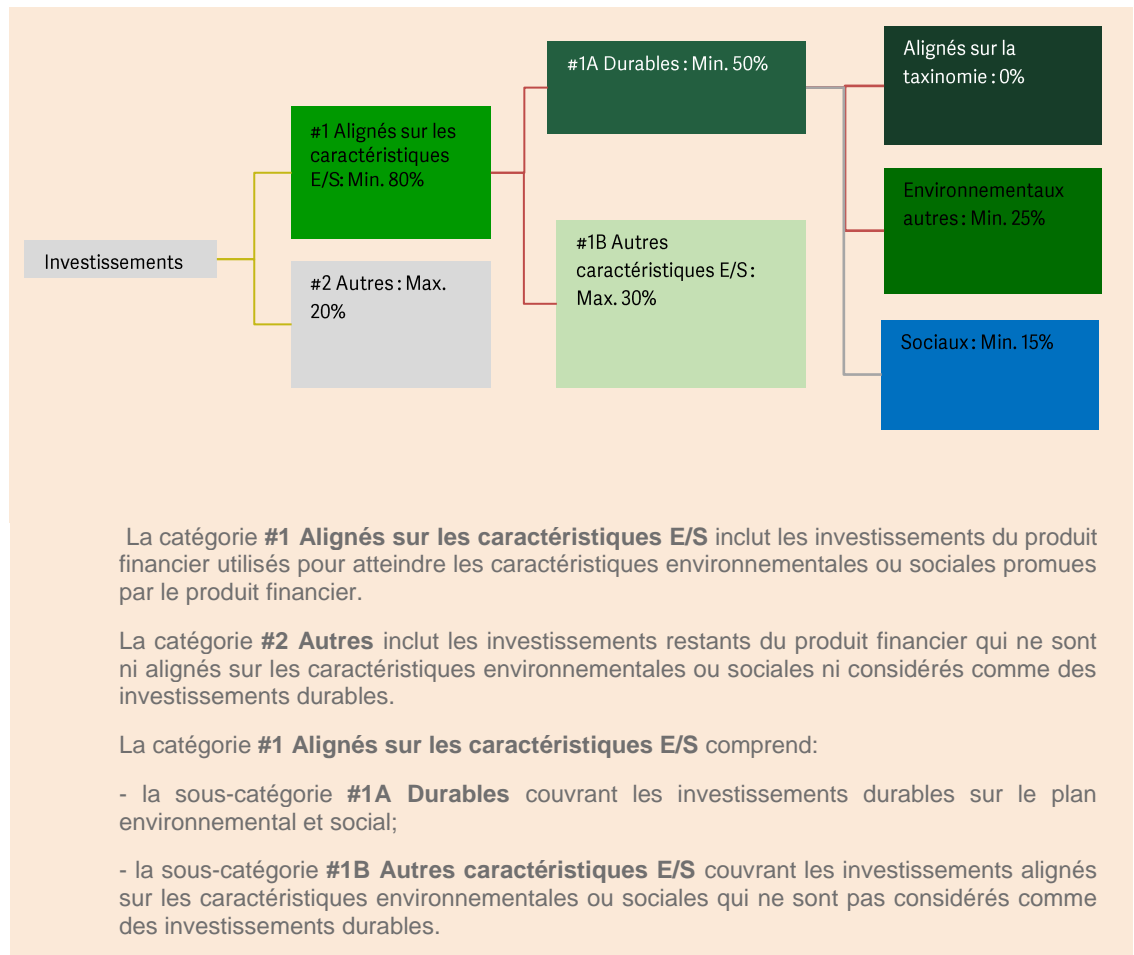 Investissements
#1 Alignés sur les
caractéristiques
E/S: Min. 80%
#2 Autres : Max.
20%
#1A Durables : Min. 50%
#1B Autres
caractéristiques E/S :
Max. 30%
Alignés sur la
taxinomie : 0%
Environnementaux
autres : Min. 25%
Sociaux : Min. 15%
La catégorie #1 Alignés sur les caractéristiques E/S inclut les investissements du produit
financier utilisés pour atteindre les caractéristiques environnementales ou sociales promues
par le produit financier.
La catégorie #2 Autres inclut les investissements restants du produit financier qui ne sont
ni alignés sur les caractéristiques environnementales ou sociales ni considérés comme des
investissements durables.
La catégorie #1 Alignés sur les caractéristiques E/S comprend:
- la sous-catégorie #1A Durables couvrant les investissements durables sur le plan
environnemental et social;
- la sous-catégorie #1B Autres caractéristiques E/S couvrant les investissements alignés
sur les caractéristiques environnementales ou sociales qui ne sont pas considérés comme
des investissements durables.